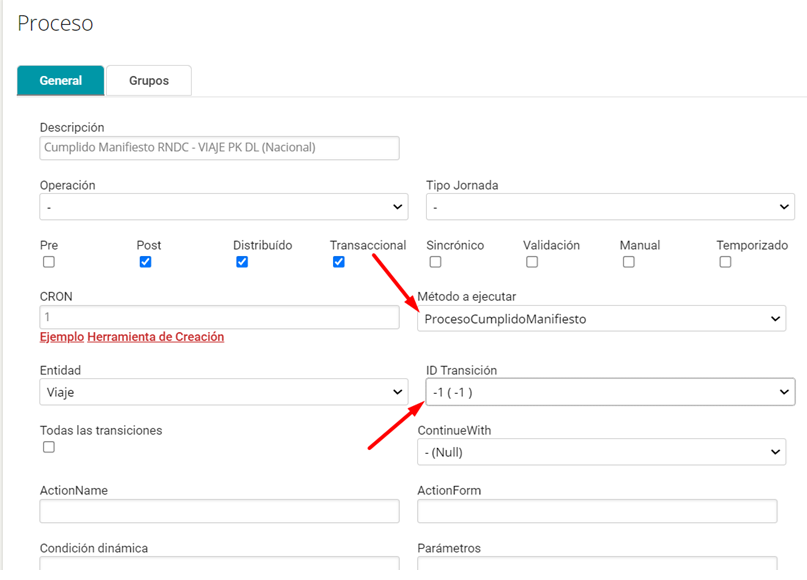 Proceso
General Grupos
Descripción
Cumplido Manifiesto RNDC - VIAJE PK DL (Nacional)
Operación Tipo Jornada
- -
Pre Post Distribuído Transaccional Sincrónico Validación Manual Temporizado
CRON Método a ejecutar
1 ProcesoCumplidoManifiesto
Ejemplo Herramienta de Creación
Entidad ID Transición
Viaje -1 ( -1 )
Todas las transiciones ContinueWith
- (Null)
ActionName ActionForm
Condición dinámica Parámetros